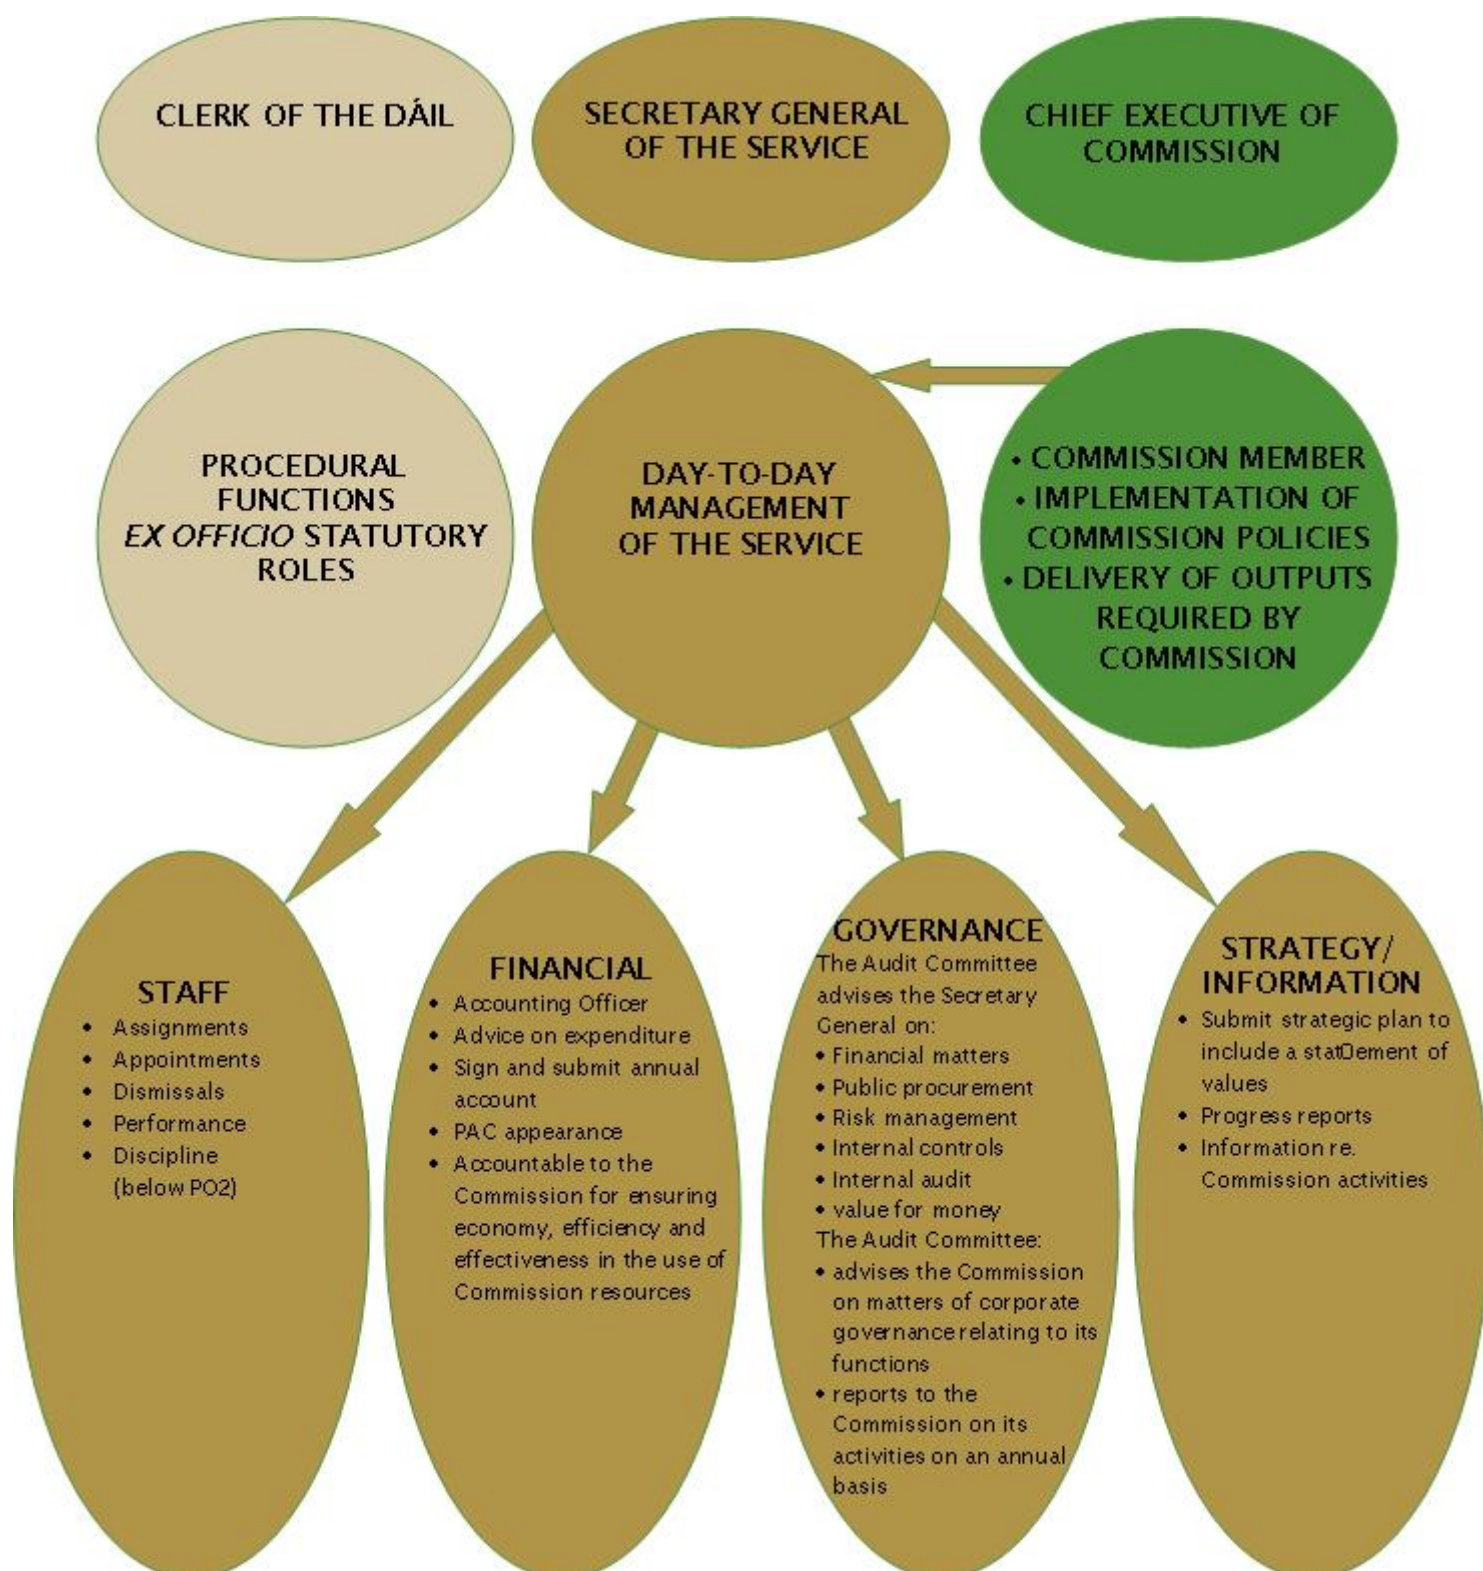 CLERK OF THE DÁIL
SECRETARY GENERAL
OF THE SERVICE
CHIEF EXECUTIVE OF
COMMISSION
PROCEDURAL
FUNCTIONS
EX OFFICIO STATUTORY
ROLES
DAY-TO-DAY
MANAGEMENT
OF THE SERVICE
• COMMISSION MEMBER
• IMPLEMENTATION OF
COMMISSION POLICIES
• DELIVERY OF OUTPUTS
REQUIRED BY
COMMISSION
STAFF
• Assignments
• Appointments
• Dismissals
• Performance
• Discipline
(below PO2)
FINANCIAL
• Accounting Officer
• Advice on expenditure
• Sign and submit annual
account
• PAC appearance
• Accountable to the
Commission for ensuring
economy, efficiency and
effectiveness in the use of
Commission resources
GOVERNANCE
The Audit Committee
advises the Secretary
General on:
• Financial matters
• Public procurement
• Risk management
• Internal controls
• Internal audit
• value for money
The Audit Committee:
• advises the Commission
on matters of corporate
governance relating to its
functions
• reports to the
Commission on its
activities on an annual
basis
STRATEGY/
INFORMATION
• Submit strategic plan to
include a stat▯ement of
values
• Progress reports
• Information re.
Commission activities